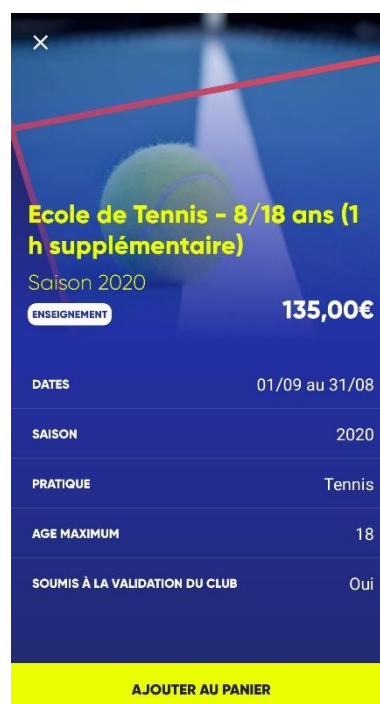 Ecole de Tennis - 8/18 ans (1
h supplémentaire)
Saison 2020
ENSEIGNEMENT 135,00€
DATES 01/09 au 31/08
SAISON 2020
PRATIQUE Tennis
AGE MAXIMUM 18
SOUMIS À LA VALIDATION DU CLUB Oui
AJOUTER AU PANIER